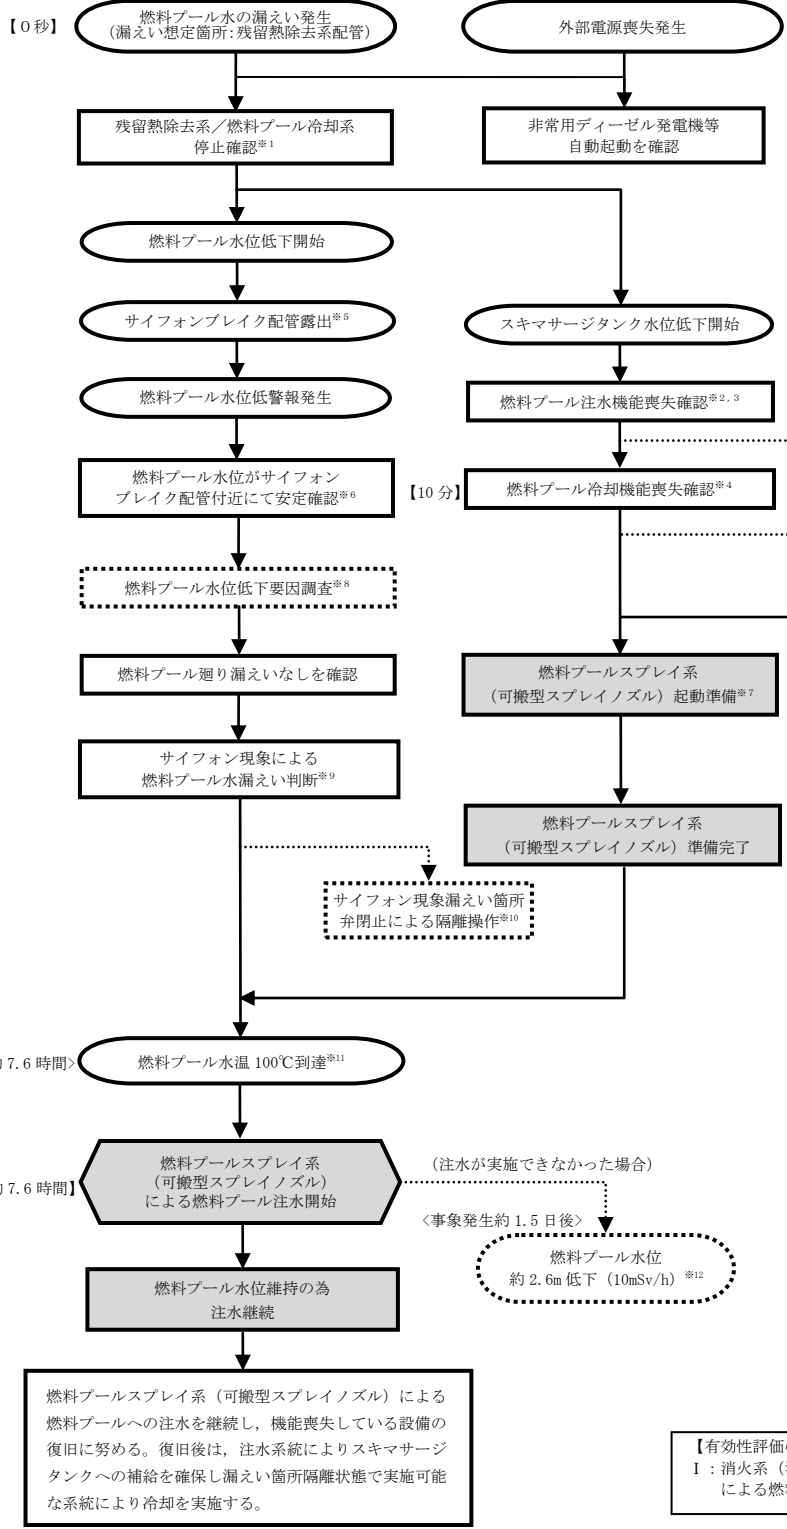 【０秒】
燃料プール水の漏えい発生
（漏えい想定箇所：残留熱除去系配管）
外部電源喪失発生
残留熱除去系／燃料プール冷却系
停止確認※1
非常用ディーゼル発電機等
自動起動を確認
燃料プール水位低下開始
サイフォンブレイク配管露出※5
スキマサージタンク水位低下開始
燃料プール水位低警報発生
燃料プール注水機能喪失確認※2,3
燃料プール水位がサイフォン
ブレイク配管付近にて安定確認※6
【10 分】
燃料プール冷却機能喪失確認※4
燃料プール水位低下要因調査※8
燃料プール廻り漏えいなしを確認
燃料プールスプレイ系
（可搬型スプレイノズル）起動準備※7
サイフォン現象による
燃料プール水漏えい判断※9
燃料プールスプレイ系
（可搬型スプレイノズル）準備完了
サイフォン現象漏えい箇所
弁閉止による隔離操作※10
7.6 時間>
燃料プール水温 100℃到達※11
7.6 時間】
燃料プールスプレイ系
（可搬型スプレイノズル）
による燃料プール注水開始
（注水が実施できなかった場合）
<事象発生約 1.5 日後>
燃料プール水位
約 2.6m 低下（10mSv/h）※12
燃料プール水位維持の為
注水継続
燃料プールスプレイ系（可搬型スプレイノズル）による
燃料プールへの注水を継続し，機能喪失している設備の
復旧に努める。復旧後は，注水系統によりスキマサージ
タンクへの補給を確保し漏えい箇所隔離状態で実施可能
な系統により冷却を実施する。
【有効性評価
Ⅰ：消火系（
による燃